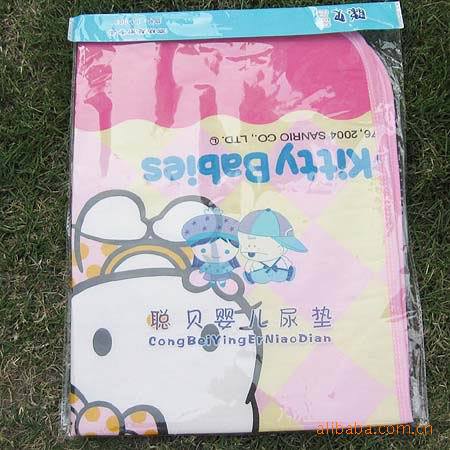 76, 2004 SANRIO CO., LTD. Ⓛ
Kitty Babies
聪贝婴儿尿垫
CongBeiYingErNiaoDian
alibaba.com.cn